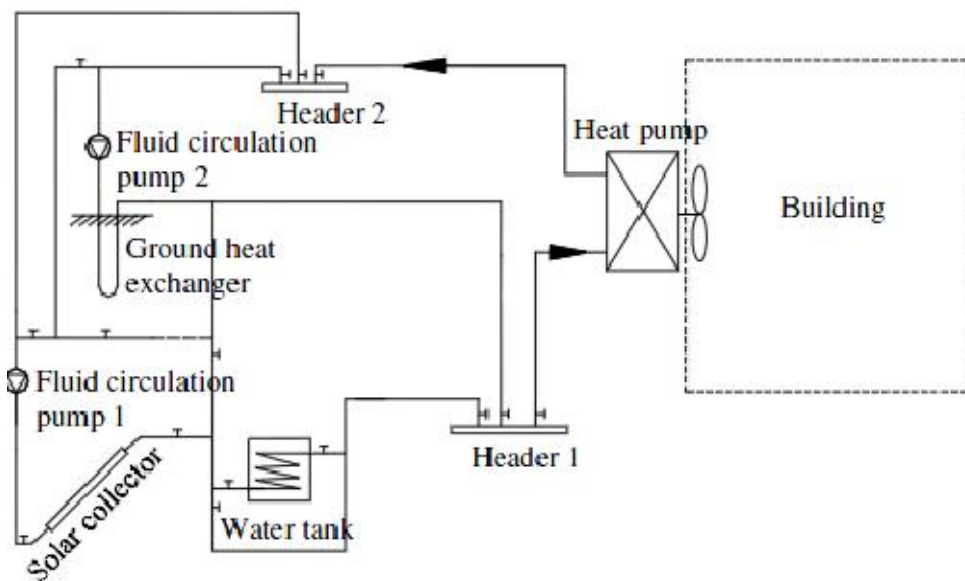 Header 2
Heat pump
Fluid circulation
pump 2
Building
Ground heat
exchanger
Fluid circulation
pump 1
Header 1
Solar collector
Water tank